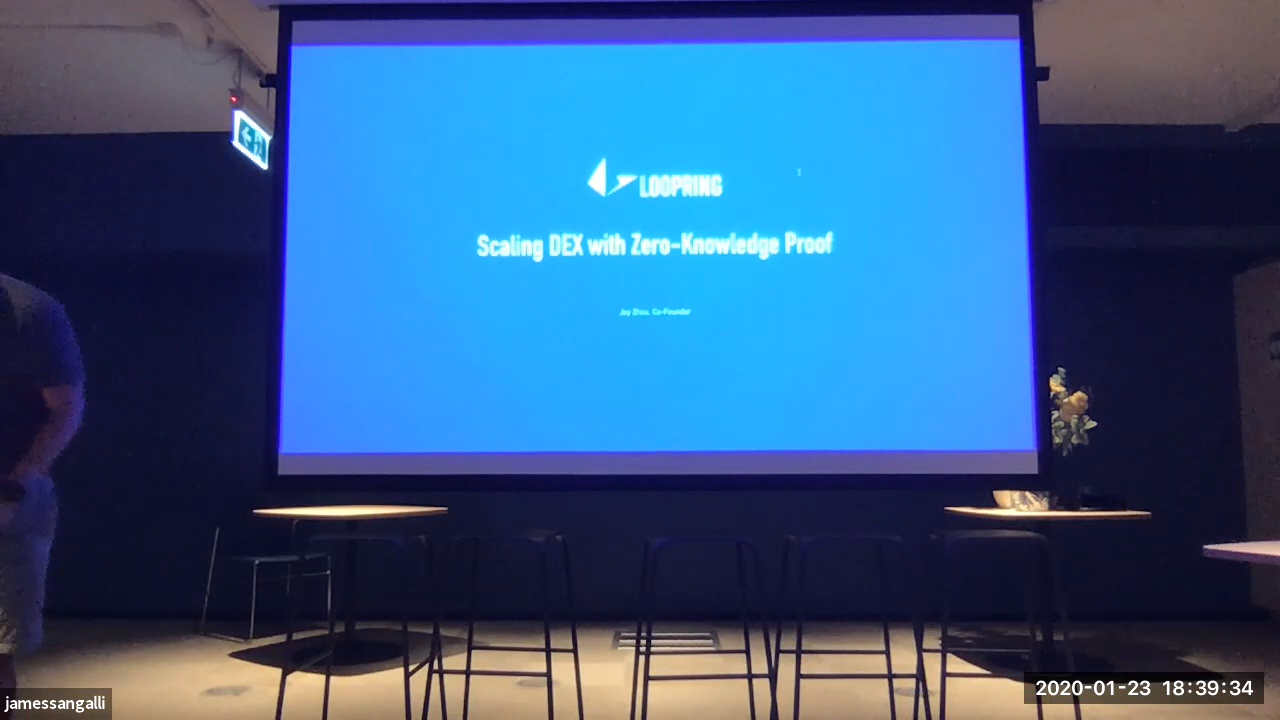 LOOPRING
Scaling DEX with Zero-Knowledge Proof
Jay Zhou, Co-Founder
jamessangalli
2020-01-23 18:39:34